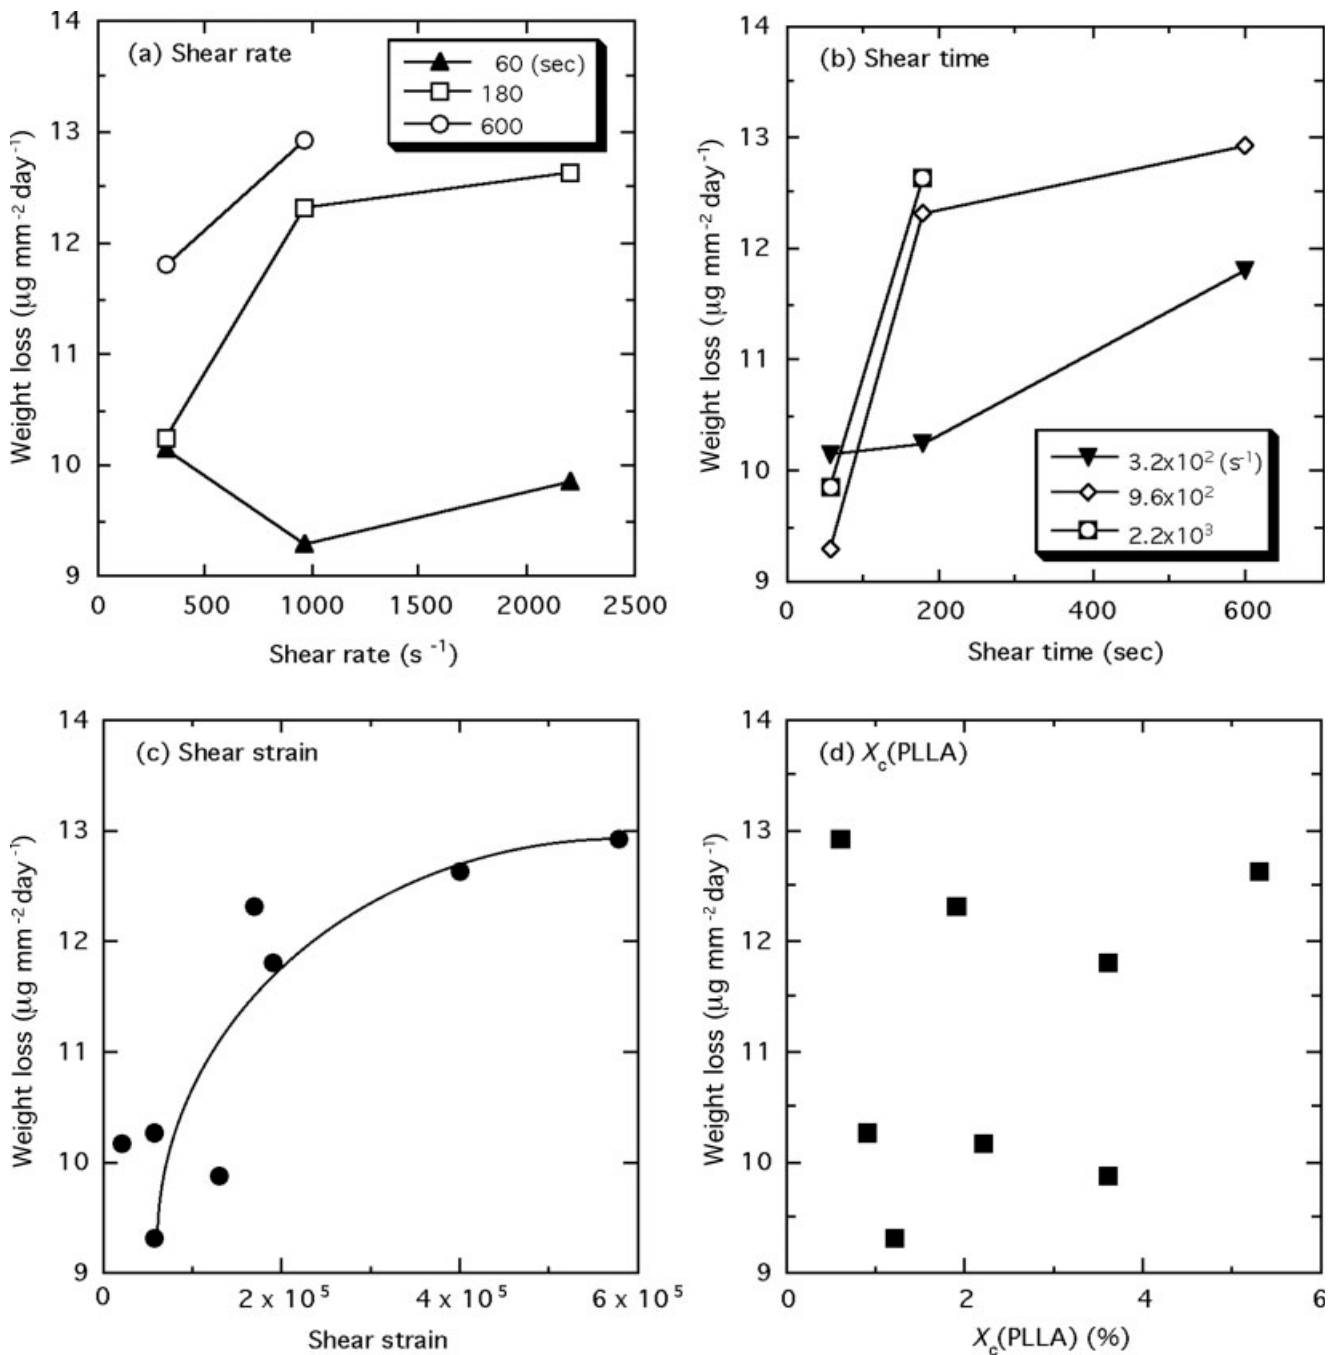 (a) Shear rate
60 (sec)
180
600
14
13
12
11
10
9
0 500 1000 1500 2000 2500
Shear rate (s ⁻¹)
Weight loss (μg mm⁻² day⁻¹)
(b) Shear time
3.2x10² (s⁻¹)
9.6x10²
2.2x10³
14
13
12
11
10
9
0 200 400 600
Shear time (sec)
Weight loss (μg mm⁻² day⁻¹)
(c) Shear strain
14
13
12
11
10
9
0 2 x 10⁵ 4 x 10⁵ 6 x 10⁵
Shear strain
Weight loss (μg mm⁻² day⁻¹)
(d) Xc(PLLA)
14
13
12
11
10
9
0 2 4 6
Xc(PLLA) (%)
Weight loss (μg mm⁻² day⁻¹)